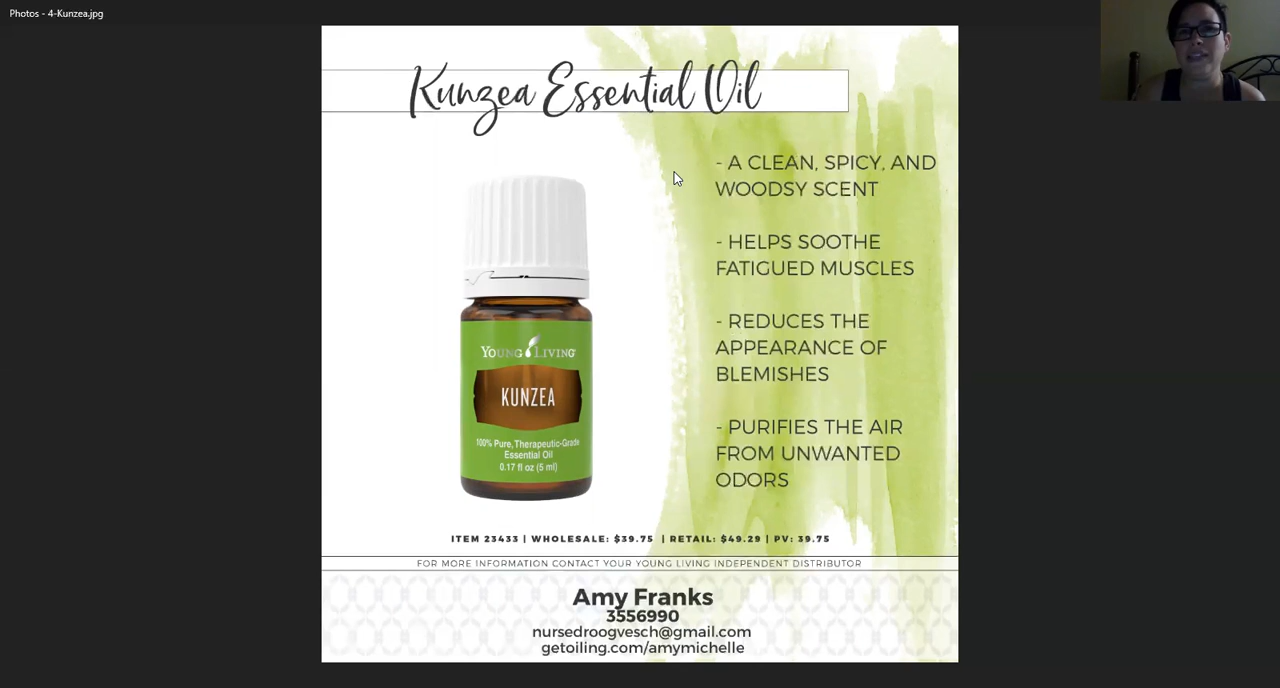 Photos - 4-Kunzea.jpg
Kunzea Essential Oil
- A CLEAN, SPICY, AND
WOODSY SCENT
- HELPS SOOTHE
FATIGUED MUSCLES
- REDUCES THE
APPEARANCE OF
BLEMISHES
- PURIFIES THE AIR
FROM UNWANTED
ODORS
YOUNG LIVING
KUNZEA
100% Pure, Therapeutic-Grade
Essential Oil
0.17 fl oz (5 ml)
ITEM 23433 | WHOLESALE: $39.75 | RETAIL: $49.29 | PV: 39.75
FOR MORE INFORMATION CONTACT YOUR YOUNG LIVING INDEPENDENT DISTRIBUTOR
Amy Franks
3556990
nursedroogvesch@gmail.com
getoiling.com/amymichelle